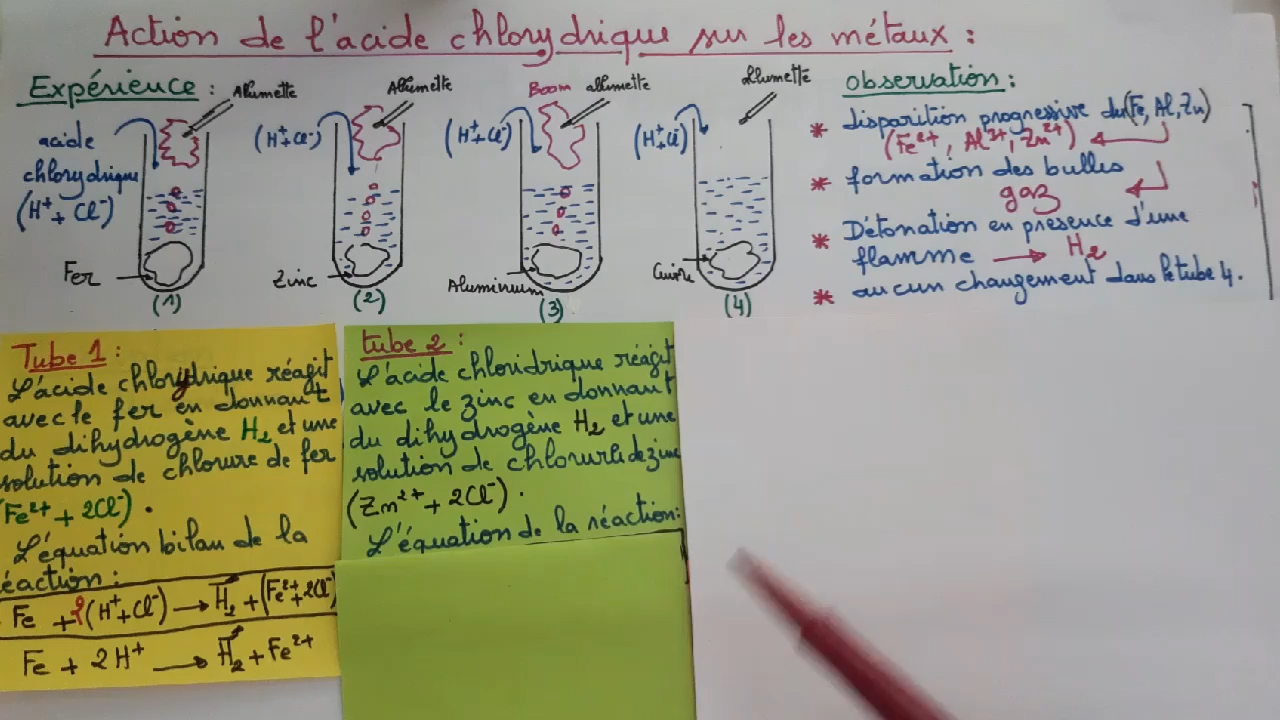 Action de l'acide chlorydrique sur les métaux :
Expérience :
Allumette
Allumette
Boom allumette
Allumette
acide
chlorydrique
(H⁺ + Cl⁻)
(H⁺+Cl⁻)
(H⁺+Cl⁻)
(H⁺+Cl⁻)
Fer
Zinc
Aluminium
Cuivre
(1)
(2)
(3)
(4)
Observation :
* disparition progressive du (Fe, Al, Zn)
(Fe²⁺, Al³⁺, Zn²⁺)
* formation des bulles
gaz
* Détonation en présence d'une
flamme → H₂
* aucun changement dans le tube 4.
Tube 1 :
L'acide chlorydrique réagit
avec le fer en donnant
du dihydrogène H₂ et une
solution de chlorure de fer
(Fe²⁺ + 2Cl⁻).
L'équation bilan de la
réaction :
Fe + 2(H⁺+Cl⁻) → H₂ + (Fe²⁺+2Cl⁻)
Fe + 2H⁺ → H₂ + Fe²⁺
tube 2 :
L'acide chloridrique réagit
avec le zinc en donnant
du dihydrogène H₂ et une
solution de chlorure de zinc
(Zn²⁺ + 2Cl⁻).
L'équation de la réaction :